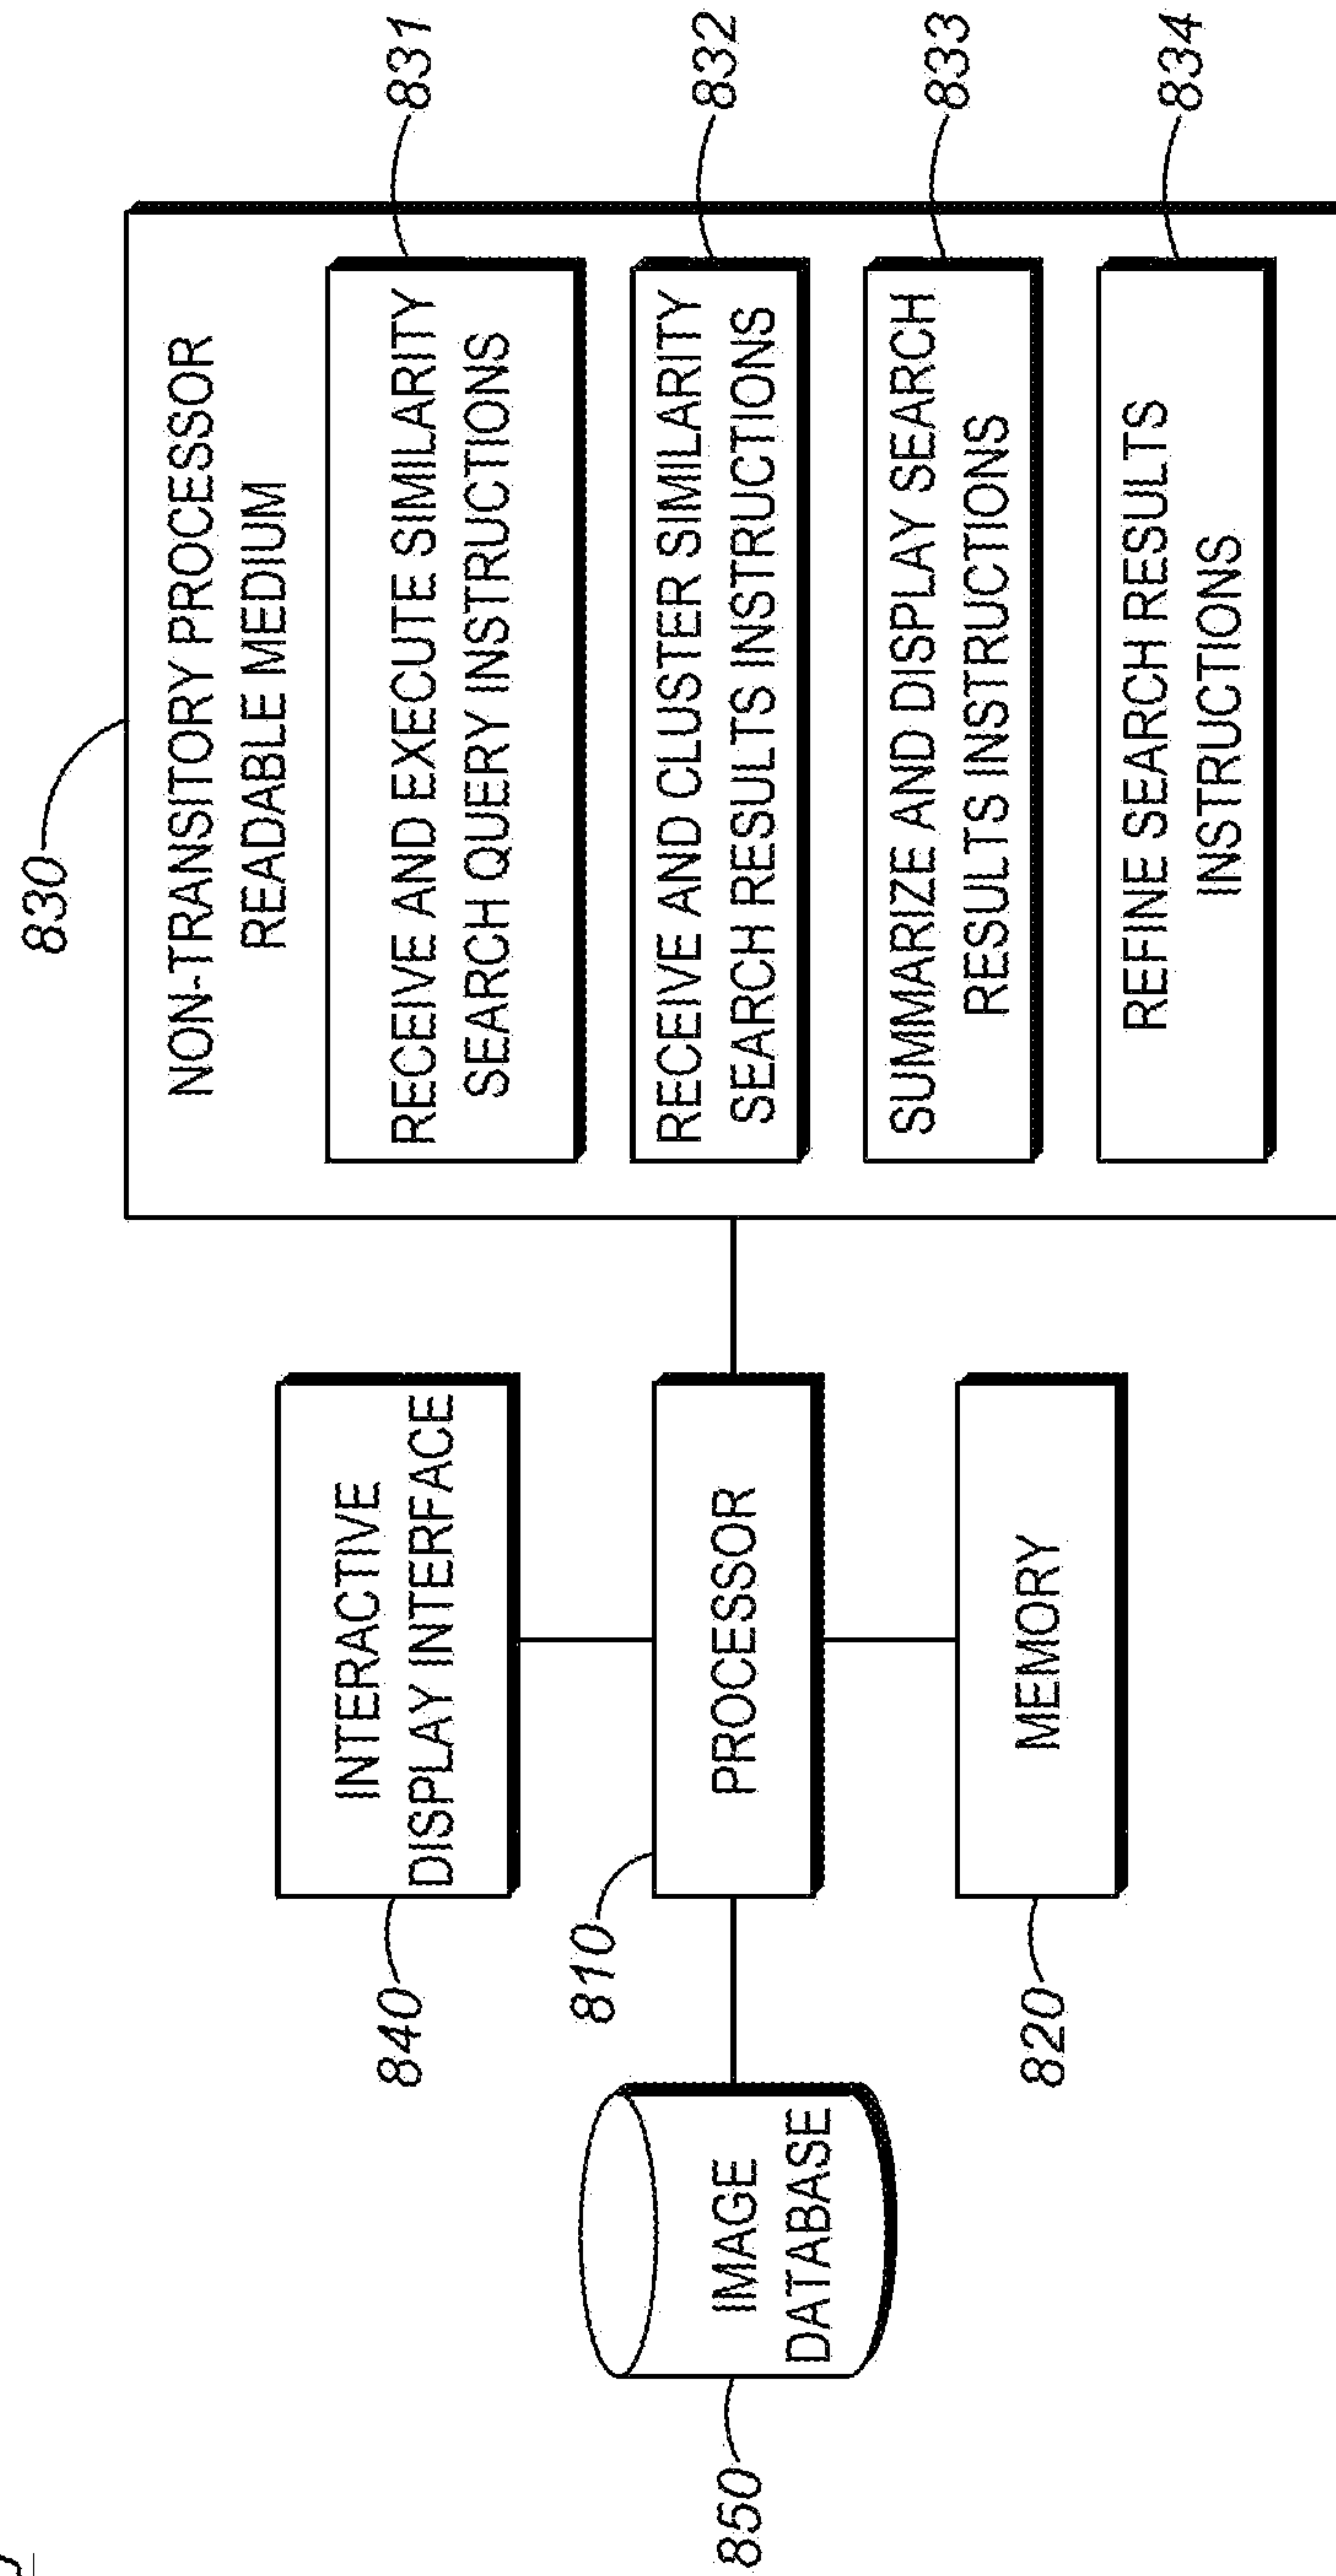 830
NON-TRANSITORY PROCESSOR
READABLE MEDIUM
RECEIVE AND EXECUTE SIMILARITY
SEARCH QUERY INSTRUCTIONS
831
RECEIVE AND CLUSTER SIMILARITY
SEARCH RESULTS INSTRUCTIONS
832
SUMMARIZE AND DISPLAY SEARCH
RESULTS INSTRUCTIONS
833
REFINE SEARCH RESULTS
INSTRUCTIONS
834
840
INTERACTIVE
DISPLAY INTERFACE
810
PROCESSOR
820
MEMORY
850
IMAGE
DATABASE